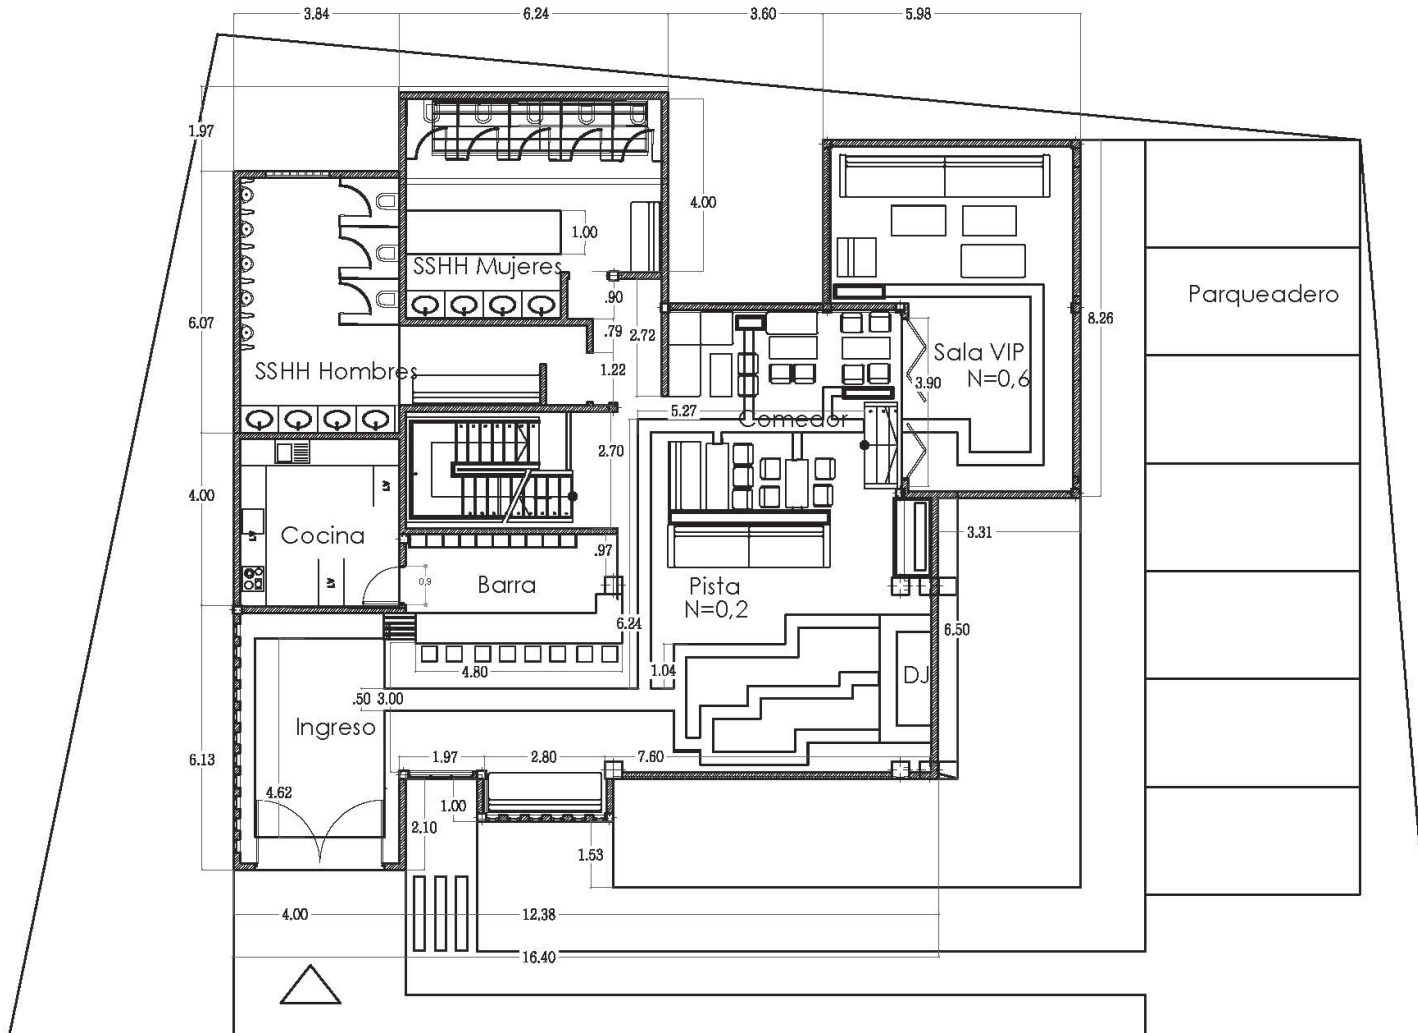 3.84 6.24 3.60 5.98
1.97
4.00
1.00
SSHH Mujeres
.90
Parqueadero
6.07
.79 2.72
8.26
Sala VIP
N=0,6
SSHH Hombres
1.22
3.90
5.27
Comedor
2.70
4.00
Cocina
.97
3.31
0,9
Barra
Pista
N=0,2
6.24
6.50
4.80
1.04
DJ
.50 3.00
Ingreso
6.13
1.97 2.80 7.60
4.62
1.00
2.10
1.53
4.00 12.38
16.40